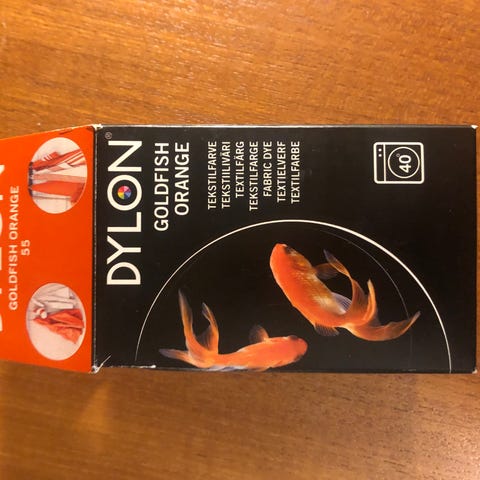 DYLON®
GOLDFISH
ORANGE
TEKSTILFARVE
TEKSTIILIVÄRI
TEXTILFÄRG
TEKSTILFARGE
FABRIC DYE
TEXTIELVERF
TEXTILFARBE
40°
GOLDFISH ORANGE
55